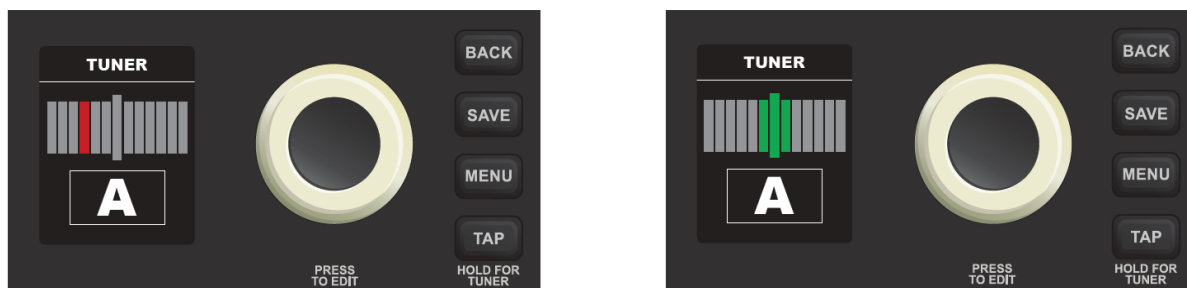 TUNER
A
BACK
SAVE
MENU
TAP
PRESS
TO EDIT
HOLD FOR
TUNER
TUNER
A
BACK
SAVE
MENU
TAP
PRESS
TO EDIT
HOLD FOR
TUNER